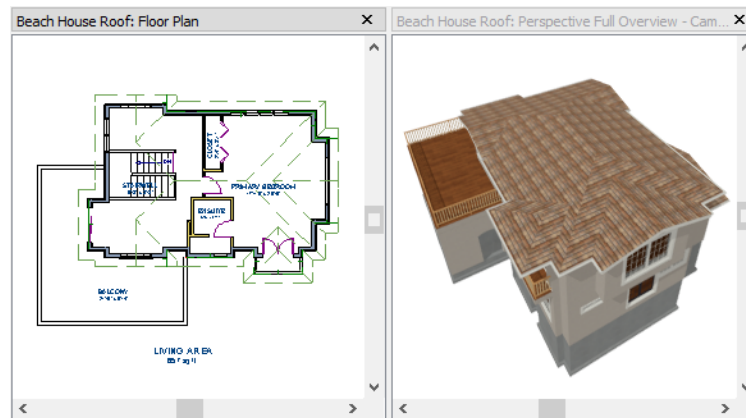 Beach House Roof: Floor Plan
Beach House Roof: Perspective Full Overview - Cam...
CLOSET
STAIRWELL
PRIMARY BEDROOM
ENSUITE
BALCONY
LIVING AREA